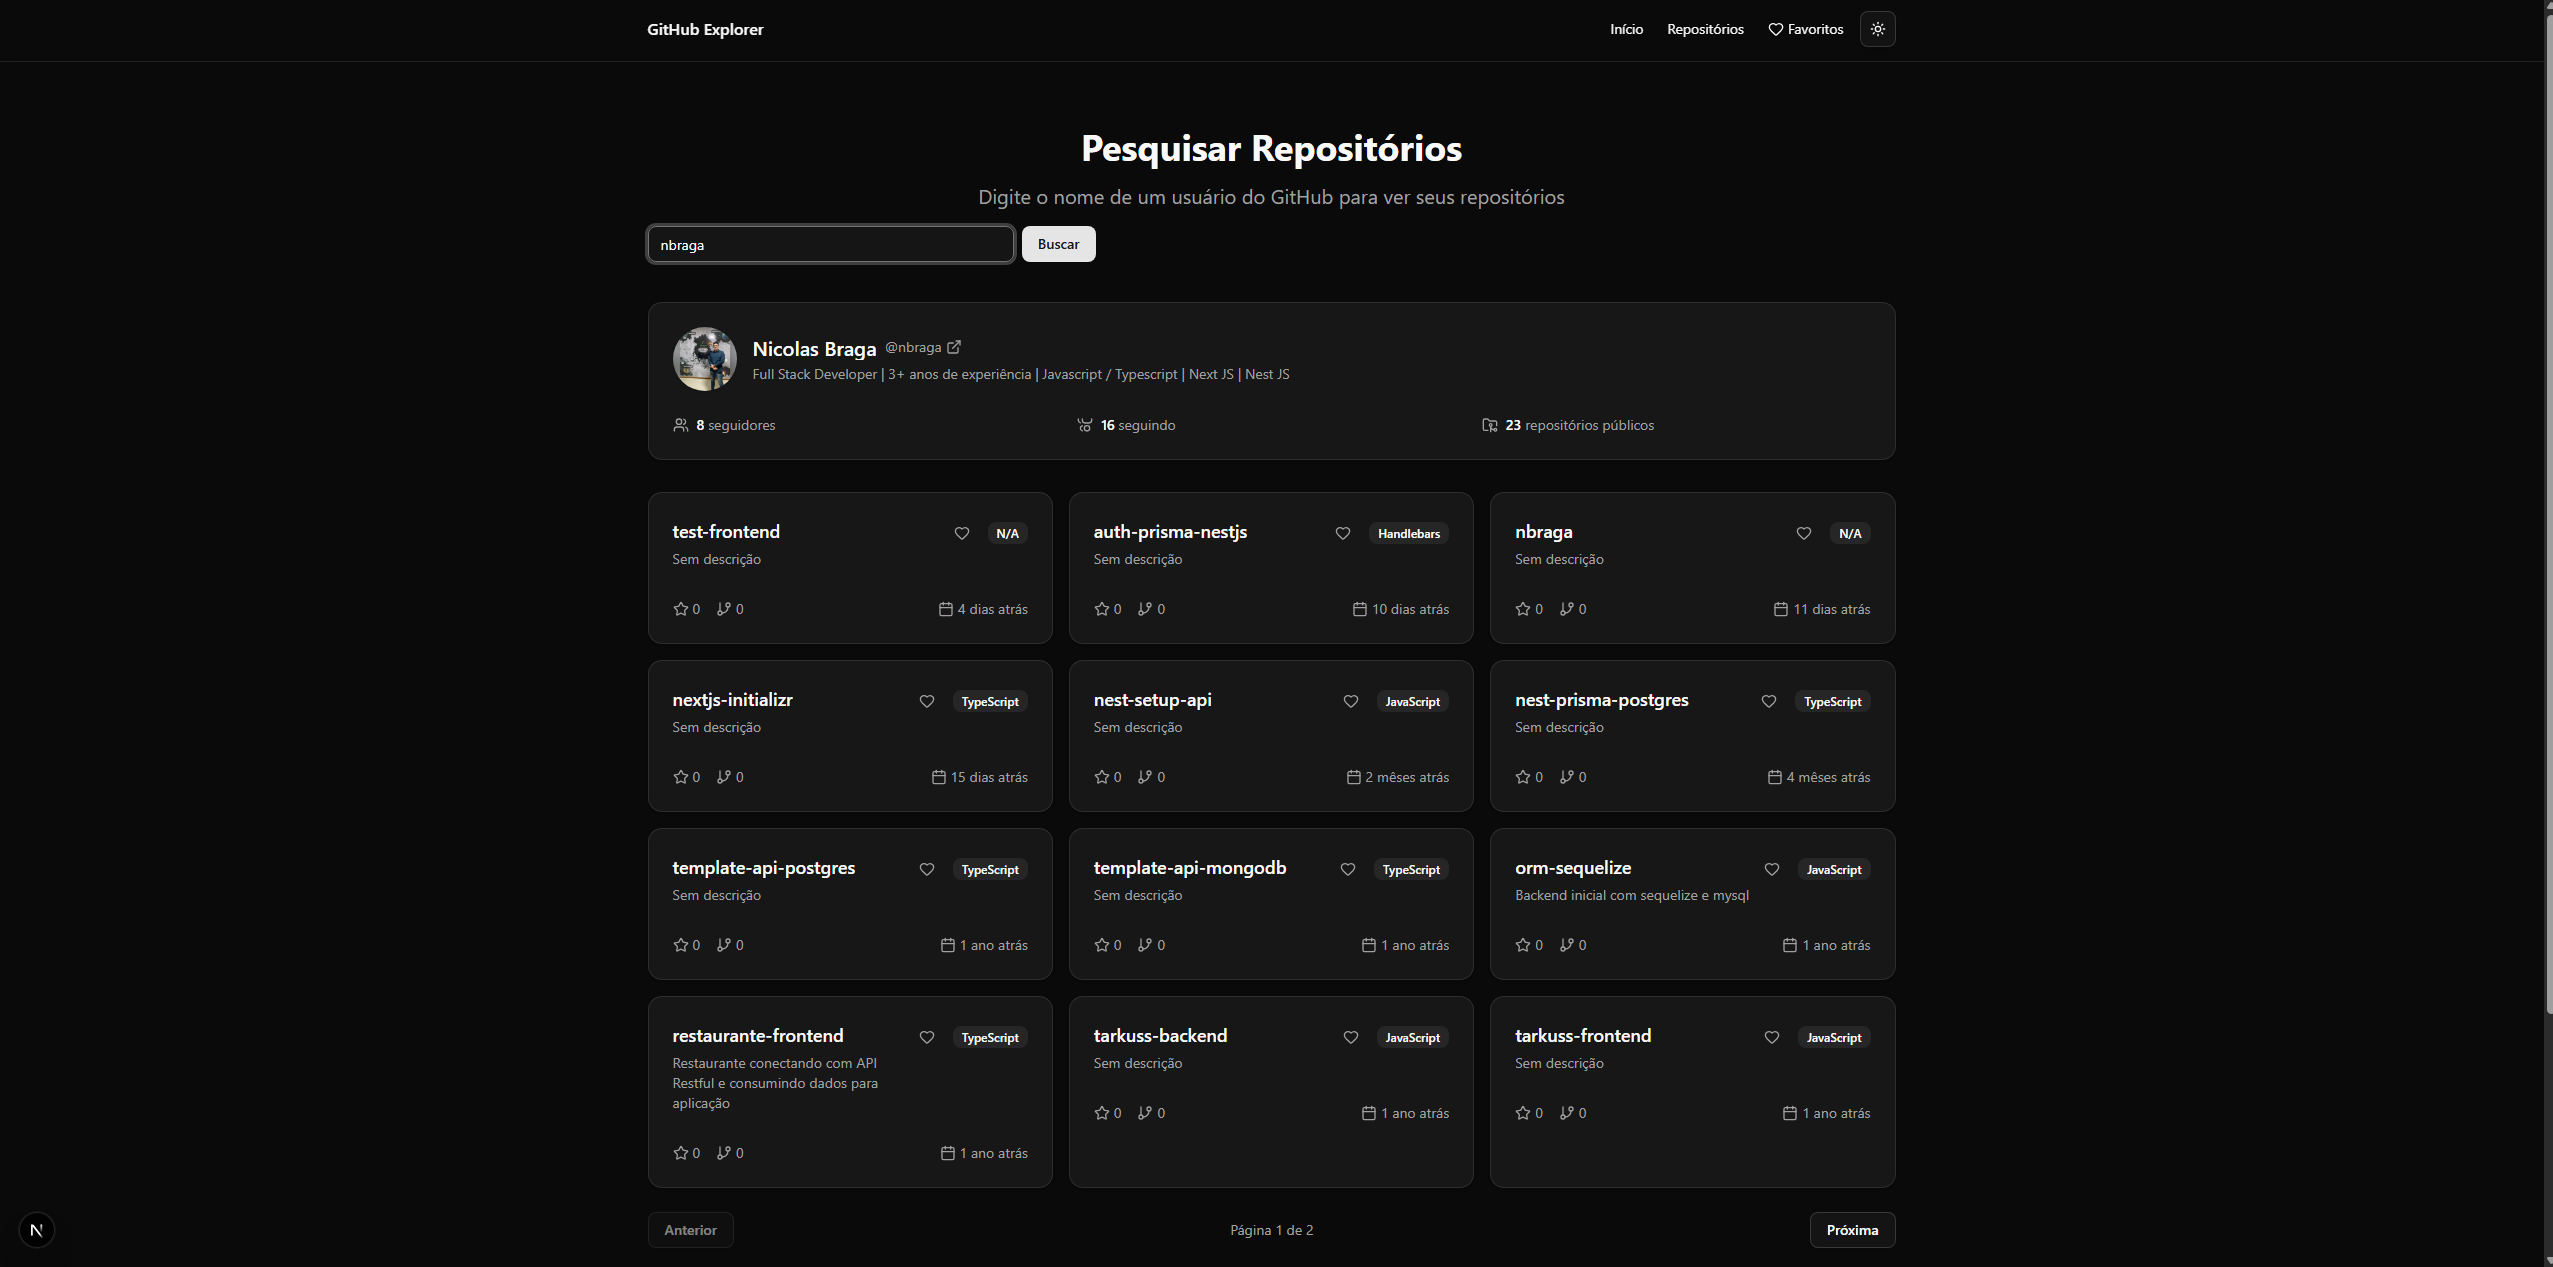 GitHub Explorer
Início Repositórios Favoritos
Pesquisar Repositórios
Digite o nome de um usuário do GitHub para ver seus repositórios
nbraga Buscar
Nicolas Braga @nbraga
Full Stack Developer | 3+ anos de experiência | Javascript / Typescript | Next JS | Nest JS
8 seguidores 16 seguindo 23 repositórios públicos
test-frontend N/A
Sem descrição
0 0 4 dias atrás
auth-prisma-nestjs Handlebars
Sem descrição
0 0 10 dias atrás
nbraga N/A
Sem descrição
0 0 11 dias atrás
nextjs-initializr TypeScript
Sem descrição
0 0 15 dias atrás
nest-setup-api JavaScript
Sem descrição
0 0 2 mêses atrás
nest-prisma-postgres TypeScript
Sem descrição
0 0 4 mêses atrás
template-api-postgres TypeScript
Sem descrição
0 0 1 ano atrás
template-api-mongodb TypeScript
Sem descrição
0 0 1 ano atrás
orm-sequelize JavaScript
Backend inicial com sequelize e mysql
0 0 1 ano atrás
restaurante-frontend TypeScript
Restaurante conectando com API
Restful e consumindo dados para
aplicação
0 0 1 ano atrás
tarkuss-backend JavaScript
Sem descrição
0 0 1 ano atrás
tarkuss-frontend JavaScript
Sem descrição
0 0 1 ano atrás
N
Anterior Página 1 de 2 Próxima